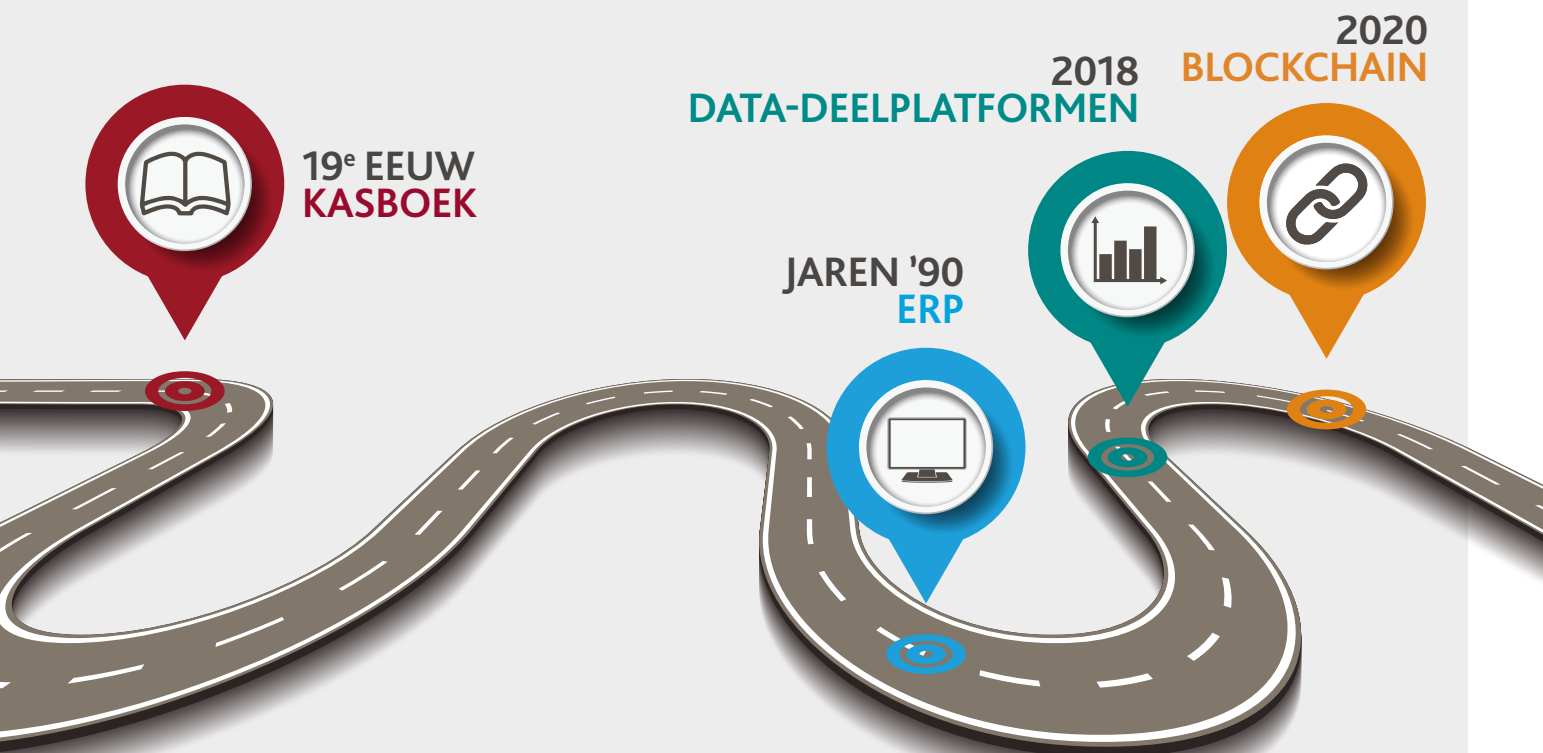 19e EEUW
KASBOEK
JAREN ’90
ERP
2018
DATA-DEELPLATFORMEN
2020
BLOCKCHAIN